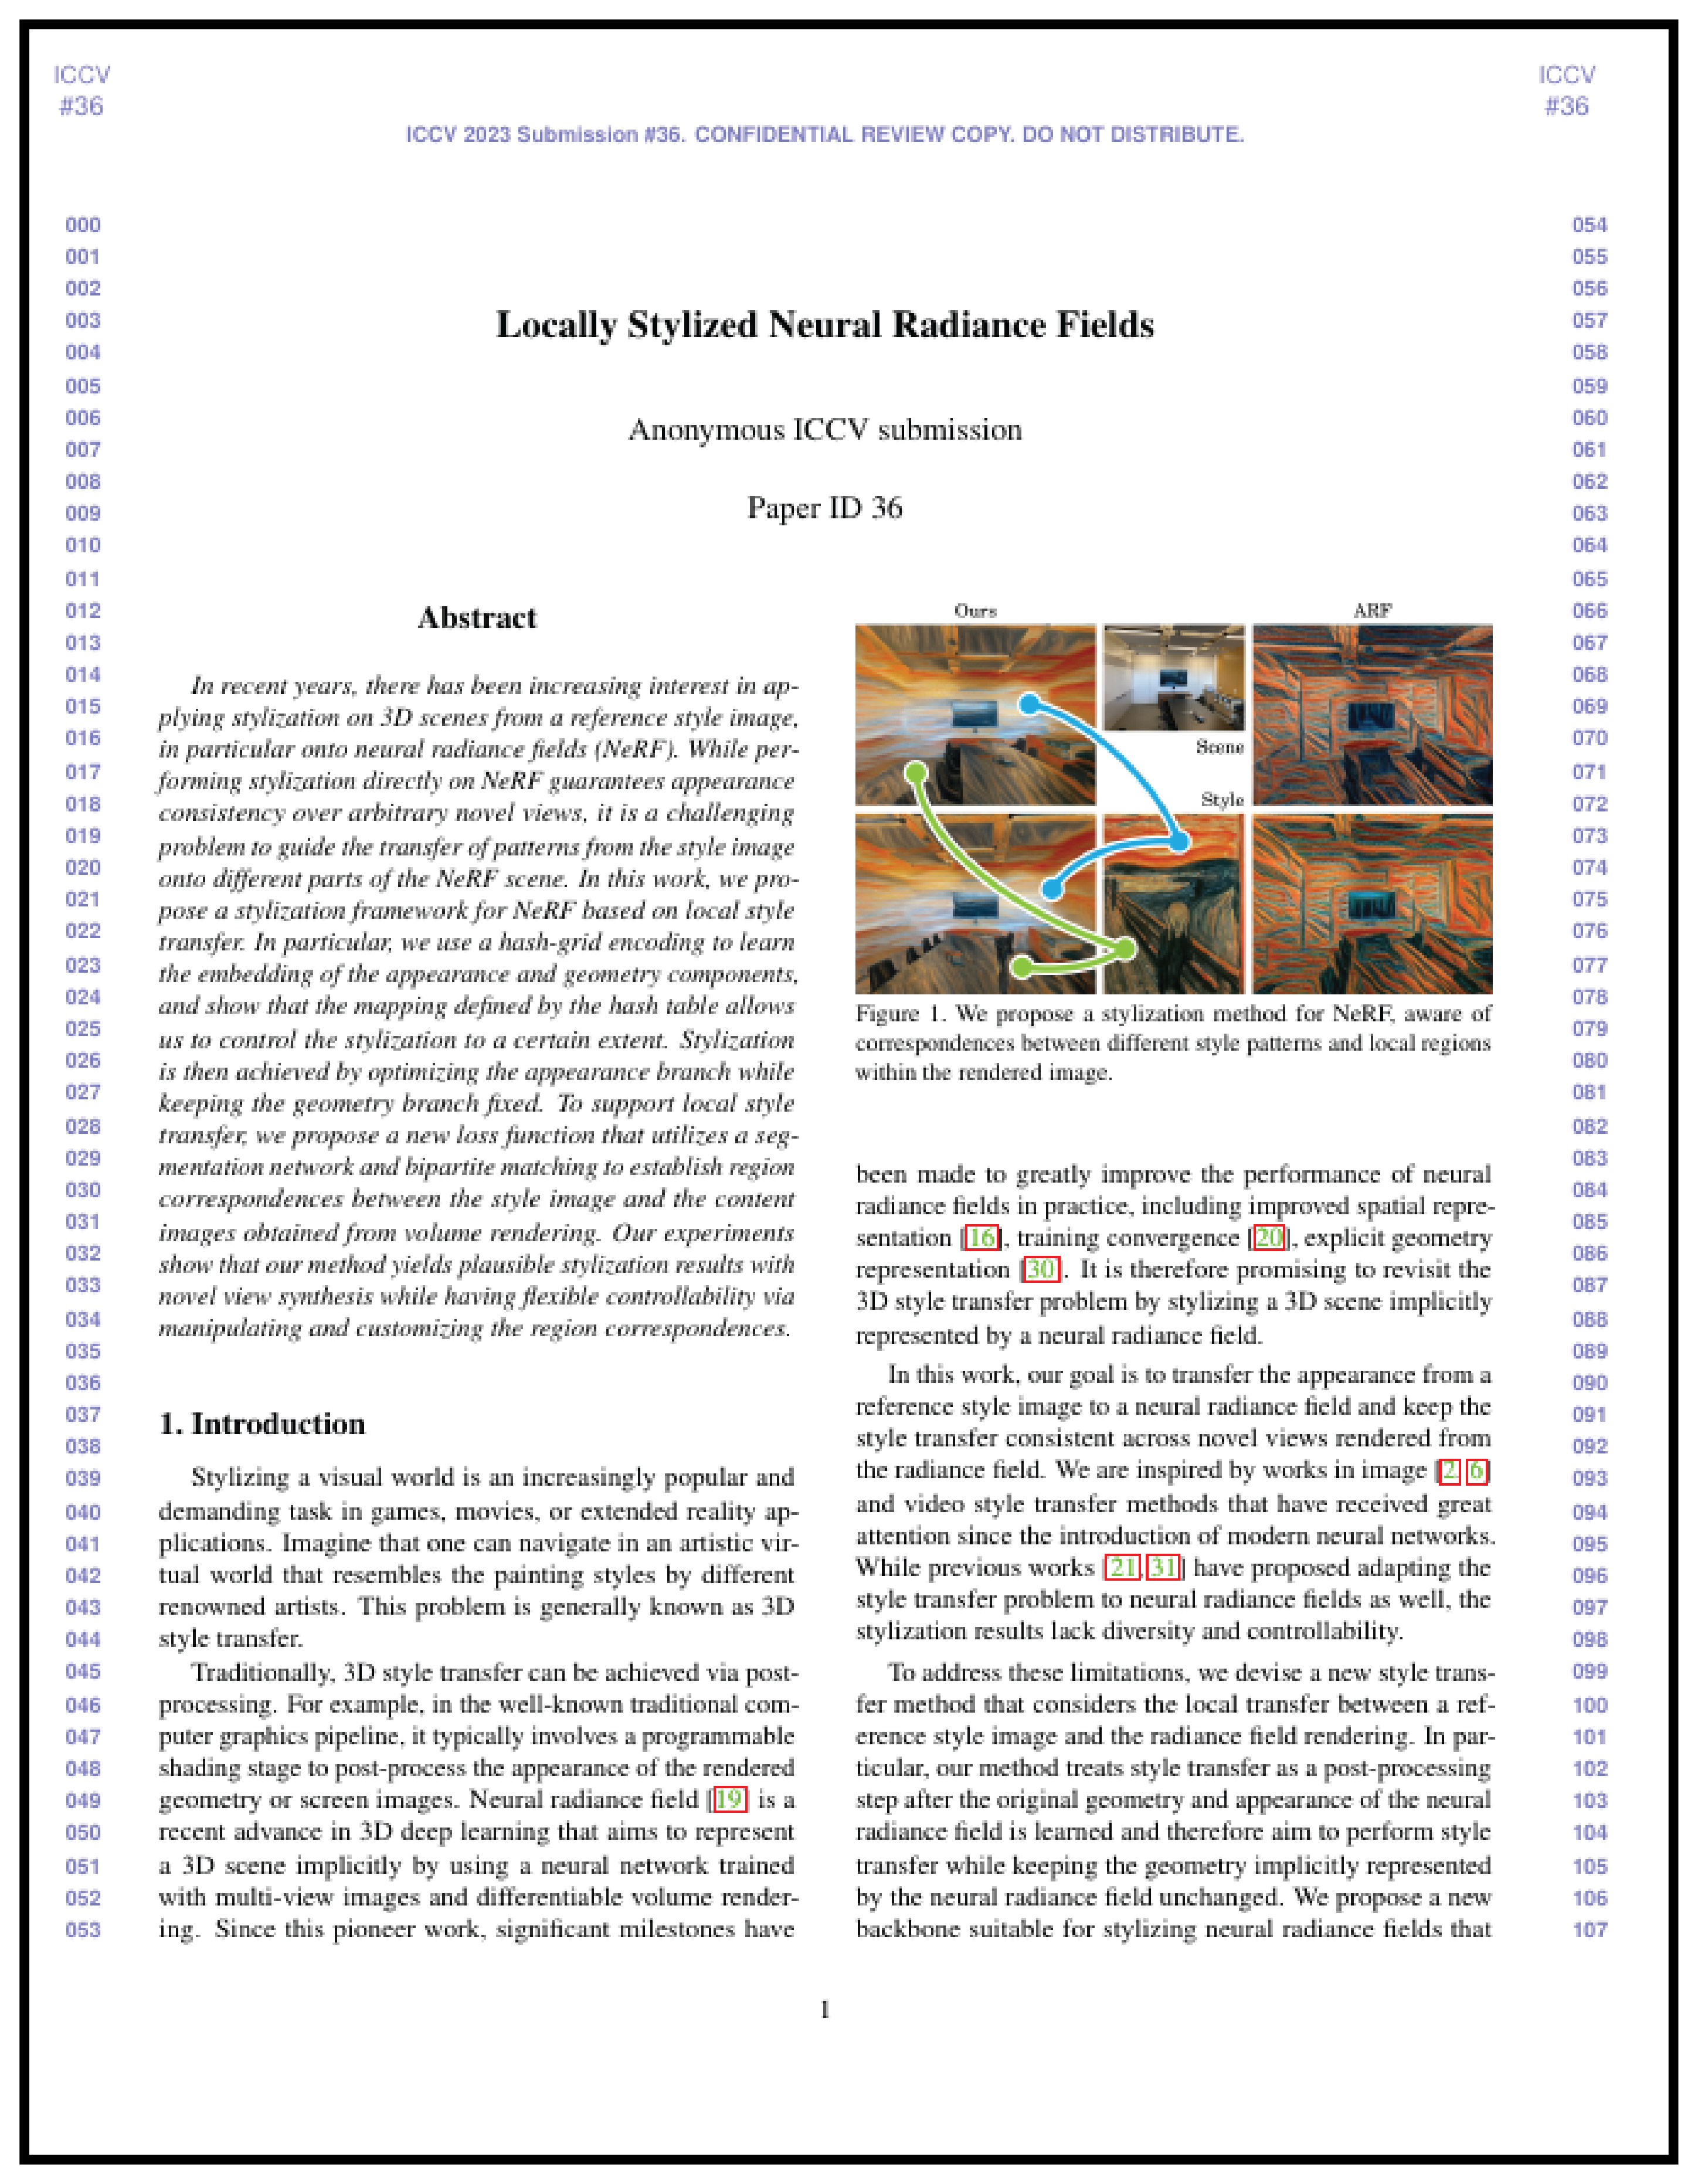 ICCV
#36
ICCV
#36
ICCV 2023 Submission #36. CONFIDENTIAL REVIEW COPY. DO NOT DISTRIBUTE.
Locally Stylized Neural Radiance Fields
Anonymous ICCV submission
Paper ID 36
000
001
002
003
004
005
006
007
008
009
010
011
012
013
014
015
016
017
018
019
020
021
022
023
024
025
026
027
028
029
030
031
032
033
034
035
036
037
038
039
040
041
042
043
044
045
046
047
048
049
050
051
052
053
Abstract
In recent years, there has been increasing interest in ap-
plying stylization on 3D scenes from a reference style image,
in particular onto neural radiance fields (NeRF). While per-
forming stylization directly on NeRF guarantees appearance
consistency over arbitrary novel views, it is a challenging
problem to guide the transfer of patterns from the style image
onto different parts of the NeRF scene. In this work, we pro-
pose a stylization framework for NeRF based on local style
transfer. In particular, we use a hash-grid encoding to learn
the embedding of the appearance and geometry components,
and show that the mapping defined by the hash table allows
us to control the stylization to a certain extent. Stylization
is then achieved by optimizing the appearance branch while
keeping the geometry branch fixed. To support local style
transfer, we propose a new loss function that utilizes a seg-
mentation network and bipartite matching to establish region
correspondences between the style image and the content
images obtained from volume rendering. Our experiments
show that our method yields plausible stylization results with
novel view synthesis while having flexible controllability via
manipulating and customizing the region correspondences.
1. Introduction
Stylizing a visual world is an increasingly popular and
demanding task in games, movies, or extended reality ap-
plications. Imagine that one can navigate in an artistic vir-
tual world that resembles the painting styles by different
renowned artists. This problem is generally known as 3D
style transfer.
Traditionally, 3D style transfer can be achieved via post-
processing. For example, in the well-known traditional com-
puter graphics pipeline, it typically involves a programmable
shading stage to post-process the appearance of the rendered
geometry or screen images. Neural radiance field [19] is a
recent advance in 3D deep learning that aims to represent
a 3D scene implicitly by using a neural network trained
with multi-view images and differentiable volume render-
ing. Since this pioneer work, significant milestones have
Ours
ARF
Scene
Style
Figure 1. We propose a stylization method for NeRF, aware of
correspondences between different style patterns and local regions
within the rendered image.
been made to greatly improve the performance of neural
radiance fields in practice, including improved spatial repre-
sentation [16], training convergence [20], explicit geometry
representation [30]. It is therefore promising to revisit the
3D style transfer problem by stylizing a 3D scene implicitly
represented by a neural radiance field.
In this work, our goal is to transfer the appearance from a
reference style image to a neural radiance field and keep the
style transfer consistent across novel views rendered from
the radiance field. We are inspired by works in image [2, 6]
and video style transfer methods that have received great
attention since the introduction of modern neural networks.
While previous works [21, 31] have proposed adapting the
style transfer problem to neural radiance fields as well, the
stylization results lack diversity and controllability.
To address these limitations, we devise a new style trans-
fer method that considers the local transfer between a ref-
erence style image and the radiance field rendering. In par-
ticular, our method treats style transfer as a post-processing
step after the original geometry and appearance of the neural
radiance field is learned and therefore aim to perform style
transfer while keeping the geometry implicitly represented
by the neural radiance field unchanged. We propose a new
backbone suitable for stylizing neural radiance fields that
054
055
056
057
058
059
060
061
062
063
064
065
066
067
068
069
070
071
072
073
074
075
076
077
078
079
080
081
082
083
084
085
086
087
088
089
090
091
092
093
094
095
096
097
098
099
100
101
102
103
104
105
106
107
1